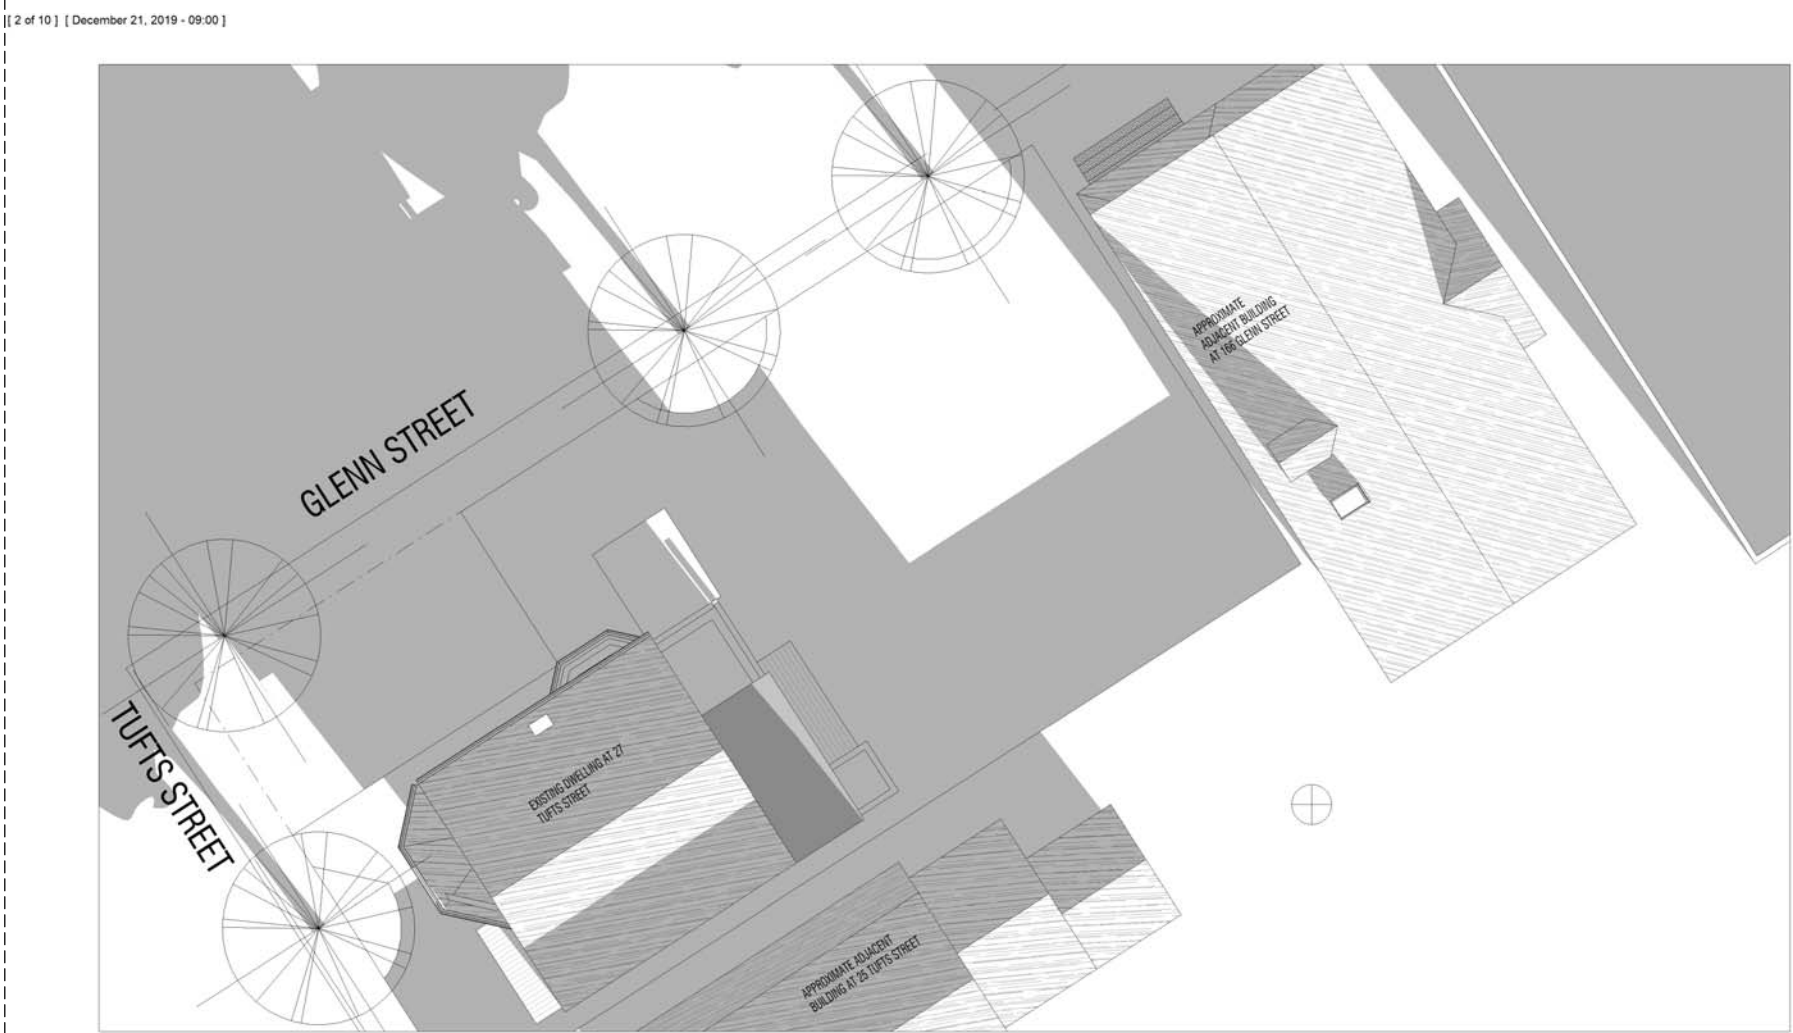 [ 2 of 10 ] [ December 21, 2019 - 09:00 ]
APPROXIMATE
ADJACENT BUILDING
AT 166 GLENN STREET
GLENN STREET
TUFTS STREET
EXISTING DWELLING AT 27
TUFTS STREET
APPROXIMATE ADJACENT
BUILDING AT 25 TUFTS STREET